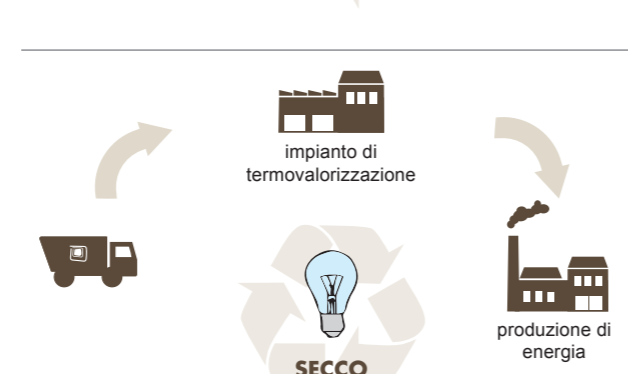 impianto di
termovalorizzazione
produzione di
energia
SECCO